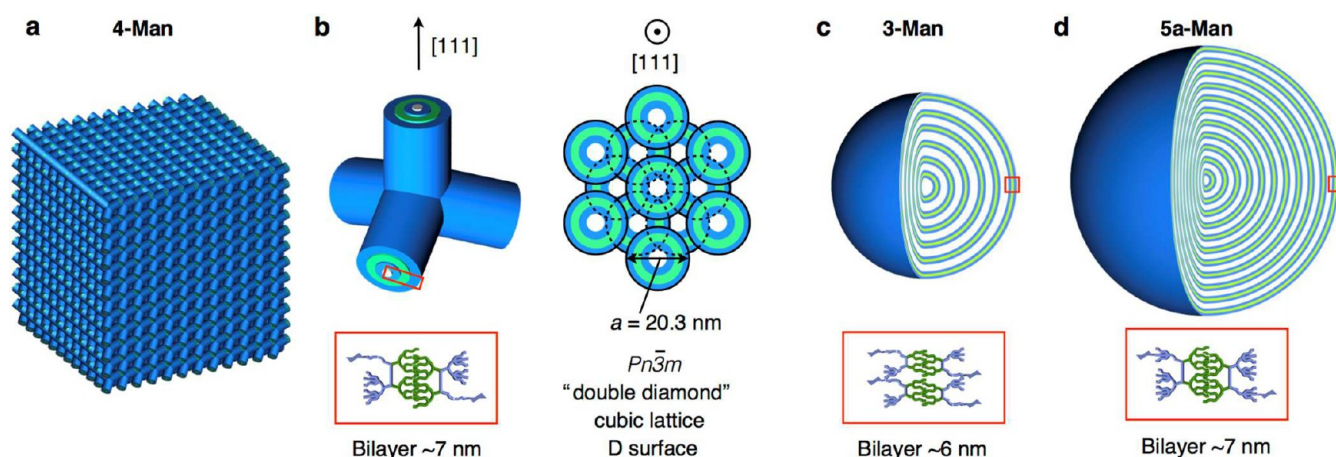 a 4-Man
b
[111]
[111]
c 3-Man
d 5a-Man
a = 20.3 nm
Pn3̅m
“double diamond”
cubic lattice
D surface
Bilayer ~7 nm
Bilayer ~6 nm
Bilayer ~7 nm